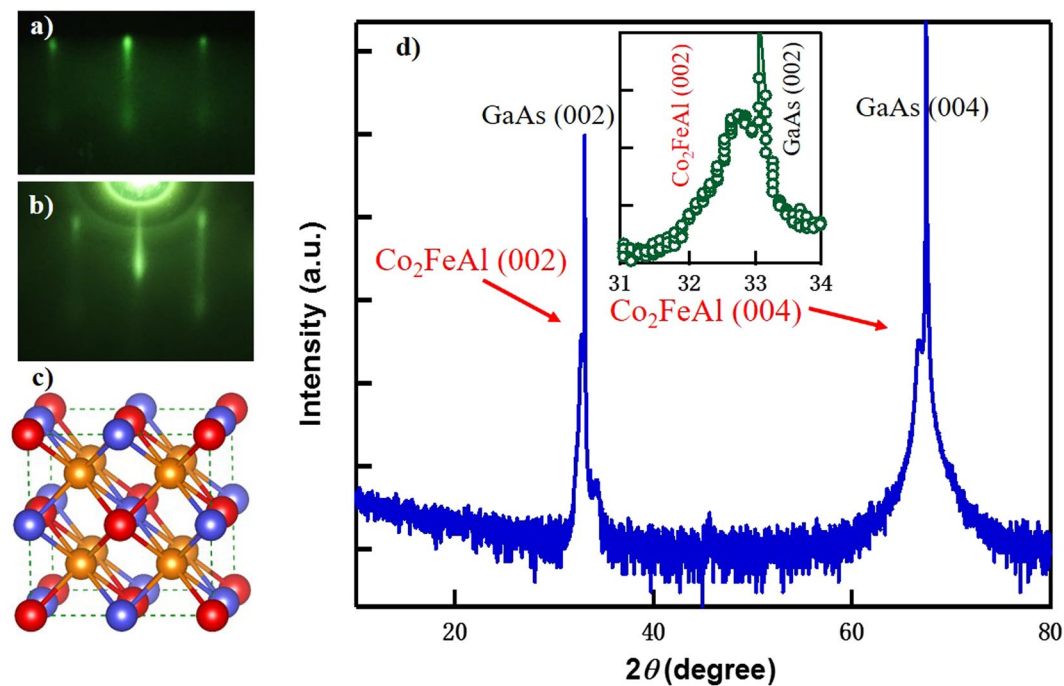 a)
b)
c)
d)
GaAs (002)
Co₂FeAl (002)
Co₂FeAl (002)
GaAs (002)
31 32 33 34
GaAs (004)
Co₂FeAl (004)
Intensity (a.u.)
20 40 60 80
2θ (degree)